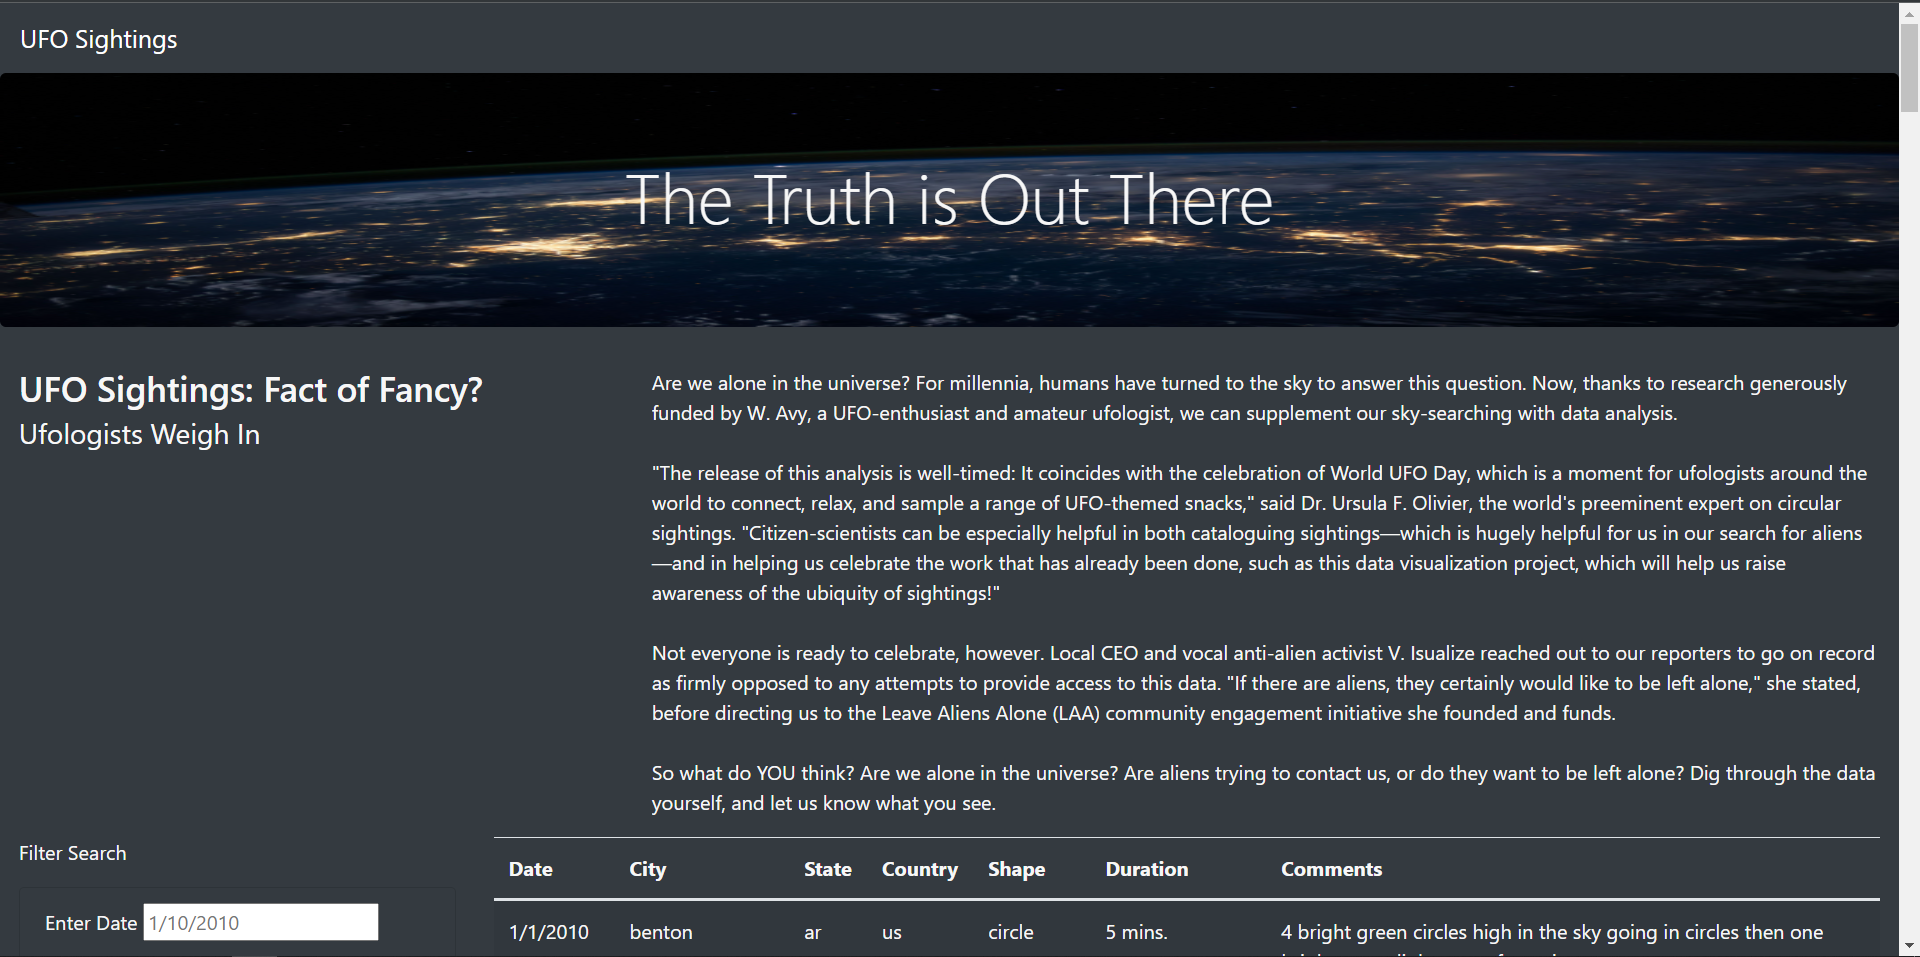 UFO Sightings
The Truth is Out There
UFO Sightings: Fact of Fancy?
Ufologists Weigh In
Are we alone in the universe? For millennia, humans have turned to the sky to answer this question. Now, thanks to research generously
funded by W. Avy, a UFO-enthusiast and amateur ufologist, we can supplement our sky-searching with data analysis.
"The release of this analysis is well-timed: It coincides with the celebration of World UFO Day, which is a moment for ufologists around the
world to connect, relax, and sample a range of UFO-themed snacks," said Dr. Ursula F. Olivier, the world's preeminent expert on circular
sightings. "Citizen-scientists can be especially helpful in both cataloguing sightings—which is hugely helpful for us in our search for aliens
—and in helping us celebrate the work that has already been done, such as this data visualization project, which will help us raise
awareness of the ubiquity of sightings!"
Not everyone is ready to celebrate, however. Local CEO and vocal anti-alien activist V. Isualize reached out to our reporters to go on record
as firmly opposed to any attempts to provide access to this data. "If there are aliens, they certainly would like to be left alone," she stated,
before directing us to the Leave Aliens Alone (LAA) community engagement initiative she founded and funds.
So what do YOU think? Are we alone in the universe? Are aliens trying to contact us, or do they want to be left alone? Dig through the data
yourself, and let us know what you see.
Filter Search
Enter Date 1/10/2010
Date City State Country Shape Duration Comments
1/1/2010 benton ar us circle 5 mins. 4 bright green circles high in the sky going in circles then one